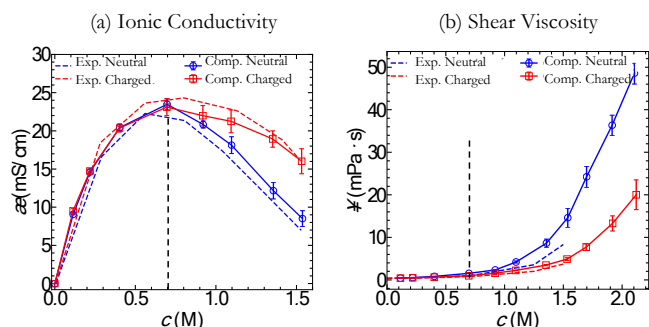 (a) Ionic Conductivity
(b) Shear Viscosity
Exp. Neutral
Comp. Neutral
Exp. Charged
Comp. Charged
æ(mS/ cm)
30
25
20
15
10
5
0
0.0
0.5
1.0
1.5
c (M)
Exp. Neutral
Comp. Neutral
Exp. Charged
Comp. Charged
¥ (mPa · s)
50
40
30
20
10
0
0.0
0.5
1.0
1.5
2.0
c (M)